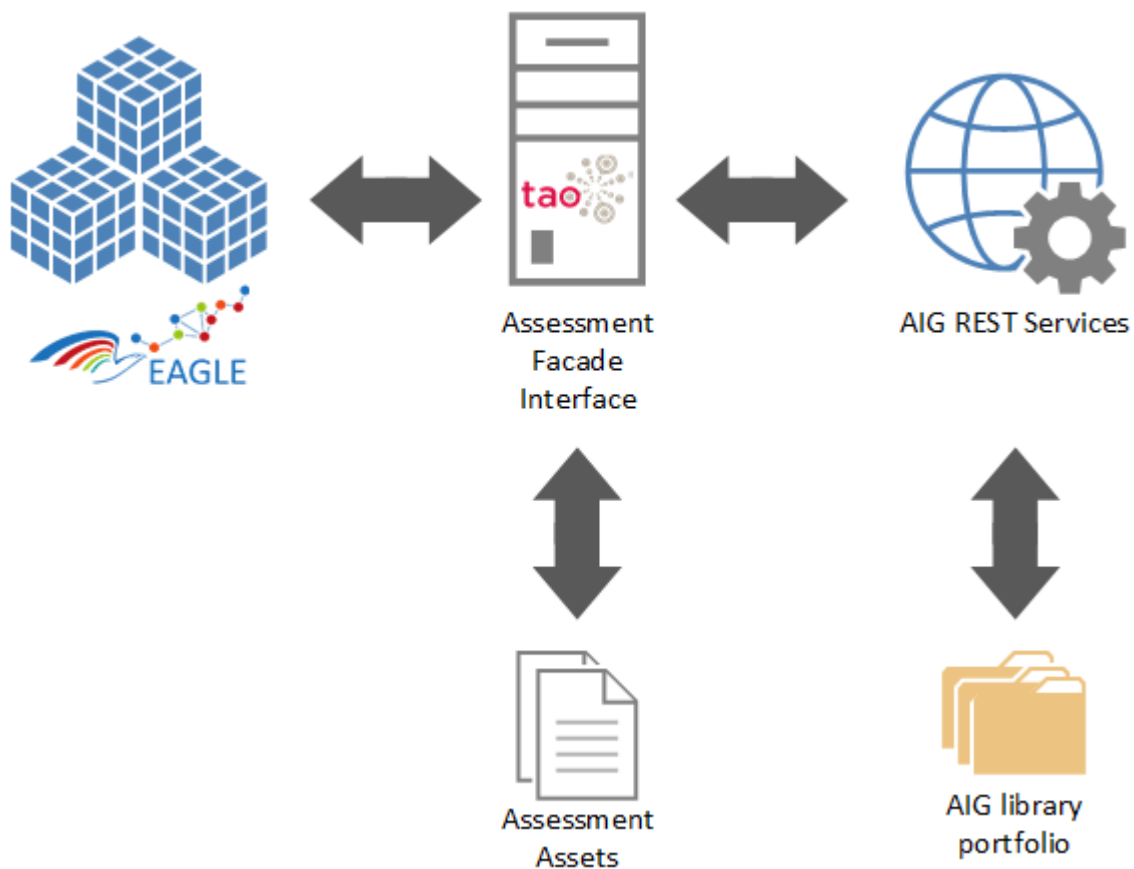 tao
EAGLE
Assessment
Facade
Interface
AIG REST Services
Assessment
Assets
AIG library
portfolio